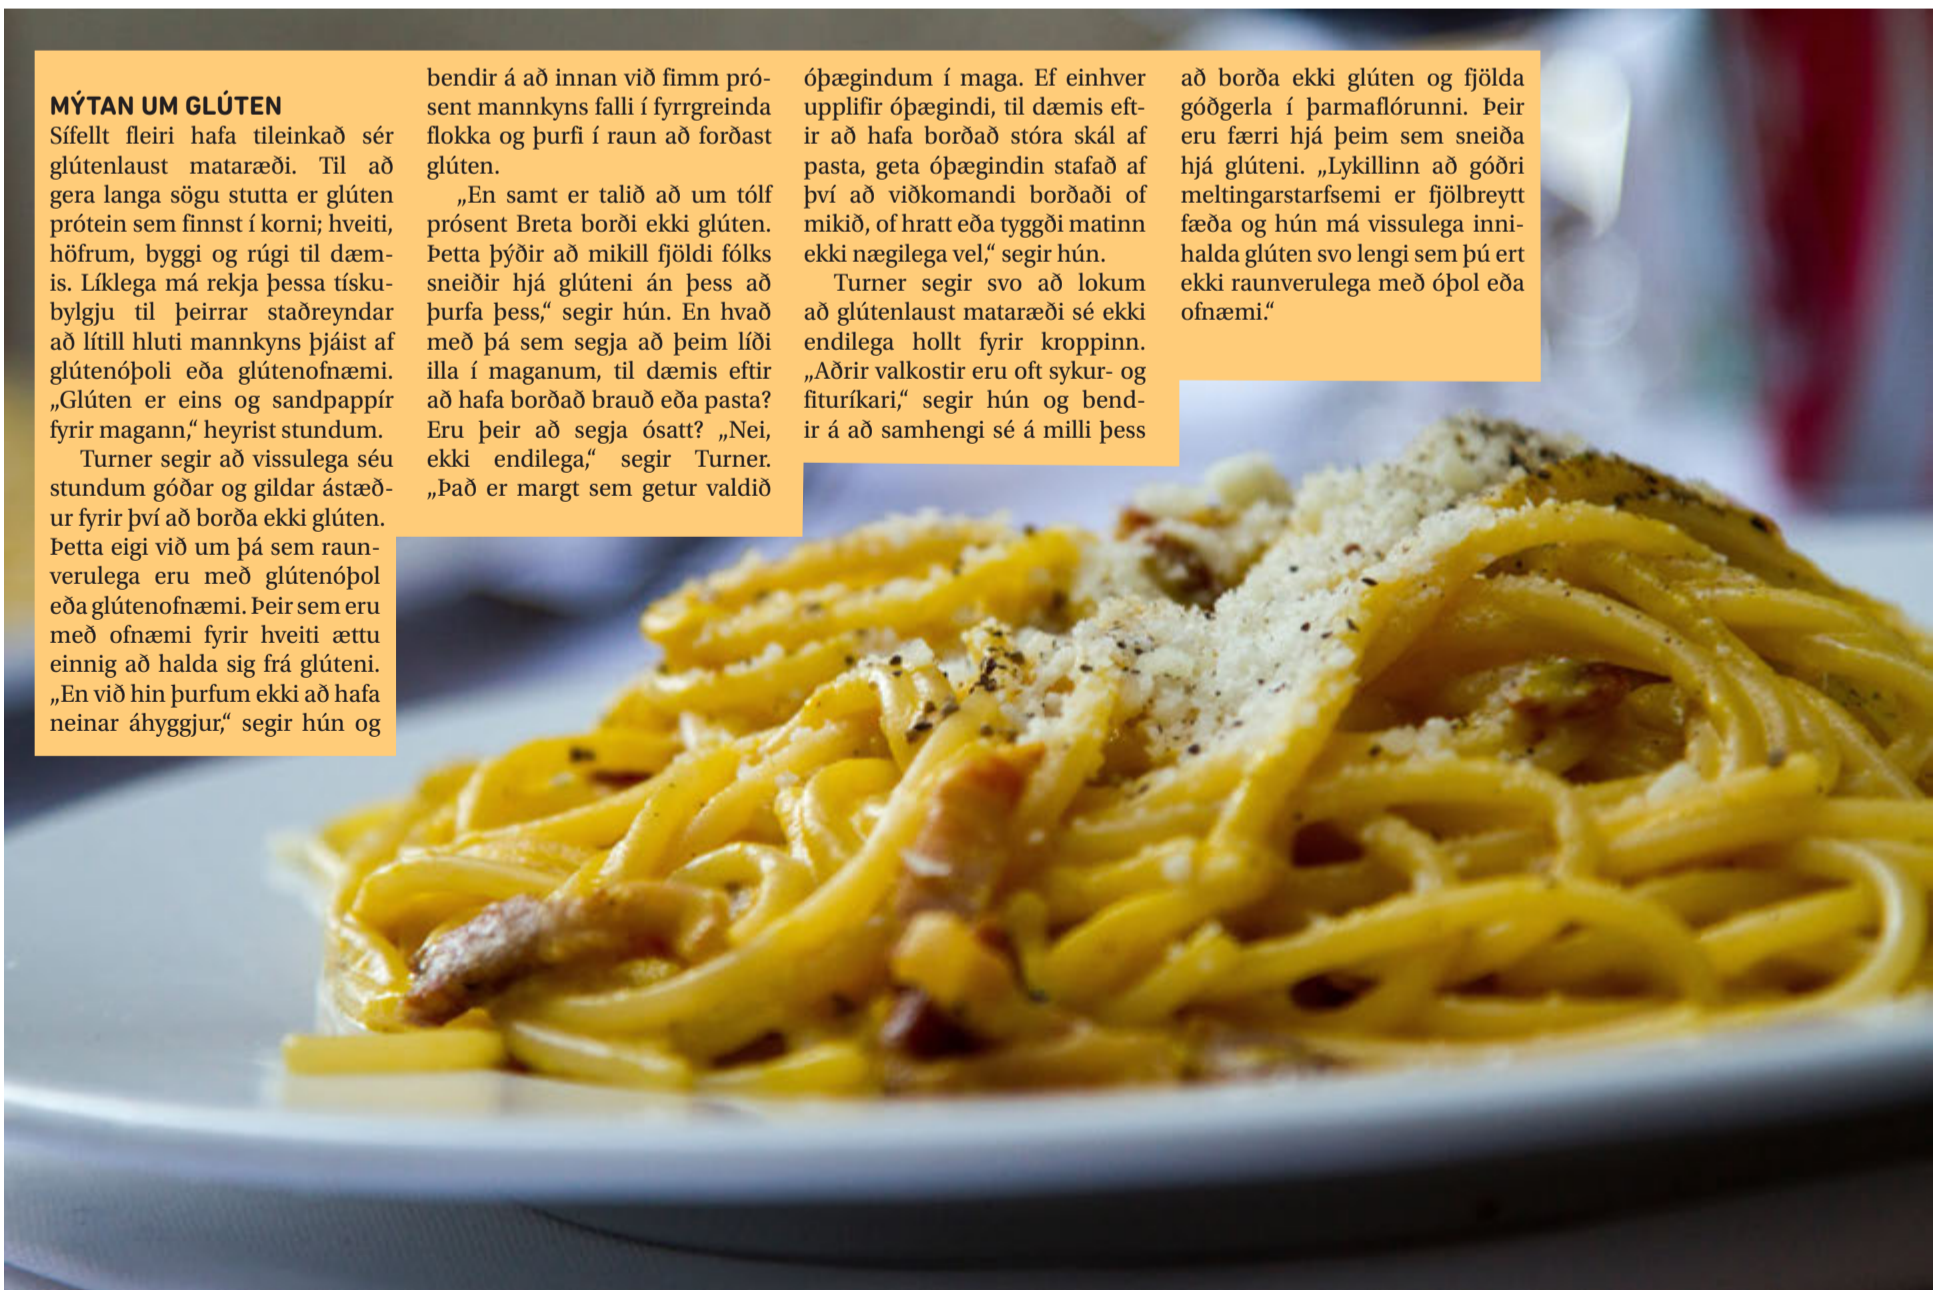 MÝTAN UM GLÚTEN
Sífellt fleiri hafa tileinkað sér
glútenlaust mataræði. Til að
gera langa sögu stutta er glúten
prótein sem finnst í korni; hveiti,
höfrum, byggi og rúgi til dæm-
is. Líklega má rekja þessa tísku-
bylgju til þeirrar staðreyndar
að lítill hluti mannkyns þjáist af
glútenóþoli eða glútenofnæmi.
„Glúten er eins og sandpappír
fyrir magann,“ heyrist stundum.
Turner segir að vissulega séu
stundum góðar og gildar ástæð-
ur fyrir því að borða ekki glúten.
Þetta eigi við um þá sem raun-
verulega eru með glútenóþol
eða glútenofnæmi. Þeir sem eru
með ofnæmi fyrir hveiti ættu
einnig að halda sig frá glúteni.
„En við hin þurfum ekki að hafa
neinar áhyggjur,“ segir hún og
bendir á að innan við fimm pró-
sent mannkyns falli í fyrrgreinda
flokka og þurfi í raun að forðast
glúten.
„En samt er talið að um tólf
prósent Breta borði ekki glúten.
Þetta þýðir að mikill fjöldi fólks
sneiðir hjá glúteni án þess að
þurfa þess,“ segir hún. En hvað
með þá sem segja að þeim líði
illa í maganum, til dæmis eftir
að hafa borðað brauð eða pasta?
Eru þeir að segja ósatt? „Nei,
ekki endilega,“ segir Turner.
„Það er margt sem getur valdið
óþægindum í maga. Ef einhver
upplifir óþægindi, til dæmis eft-
ir að hafa borðað stóra skál af
pasta, geta óþægindin stafað af
því að viðkomandi borðaði of
mikið, of hratt eða tyggði matinn
ekki nægilega vel,“ segir hún.
Turner segir svo að lokum
að glútenlaust mataræði sé ekki
endilega hollt fyrir kroppinn.
„Aðrir valkostir eru oft sykur- og
fituríkari,“ segir hún og bend-
ir á að samhengi sé á milli þess
að borða ekki glúten og fjölda
góðgerla í þarmaflórunni. Þeir
eru færri hjá þeim sem sneiða
hjá glúteni. „Lykillinn að góðri
meltingarstarfsemi er fjölbreytt
fæða og hún má vissulega inni-
halda glúten svo lengi sem þú ert
ekki raunverulega með óþol eða
ofnæmi.“